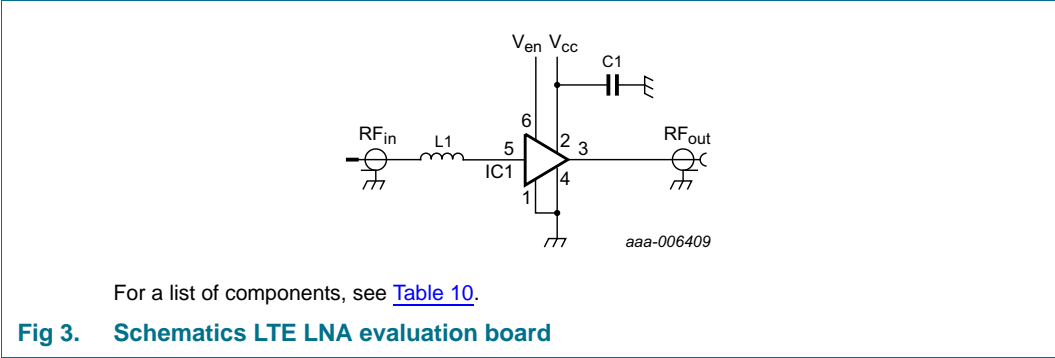 Ven Vcc
C1
6
RFin
L1
5
2
3
RFout
IC1
4
1
aaa-006409
For a list of components, see Table 10.
Fig 3. Schematics LTE LNA evaluation board